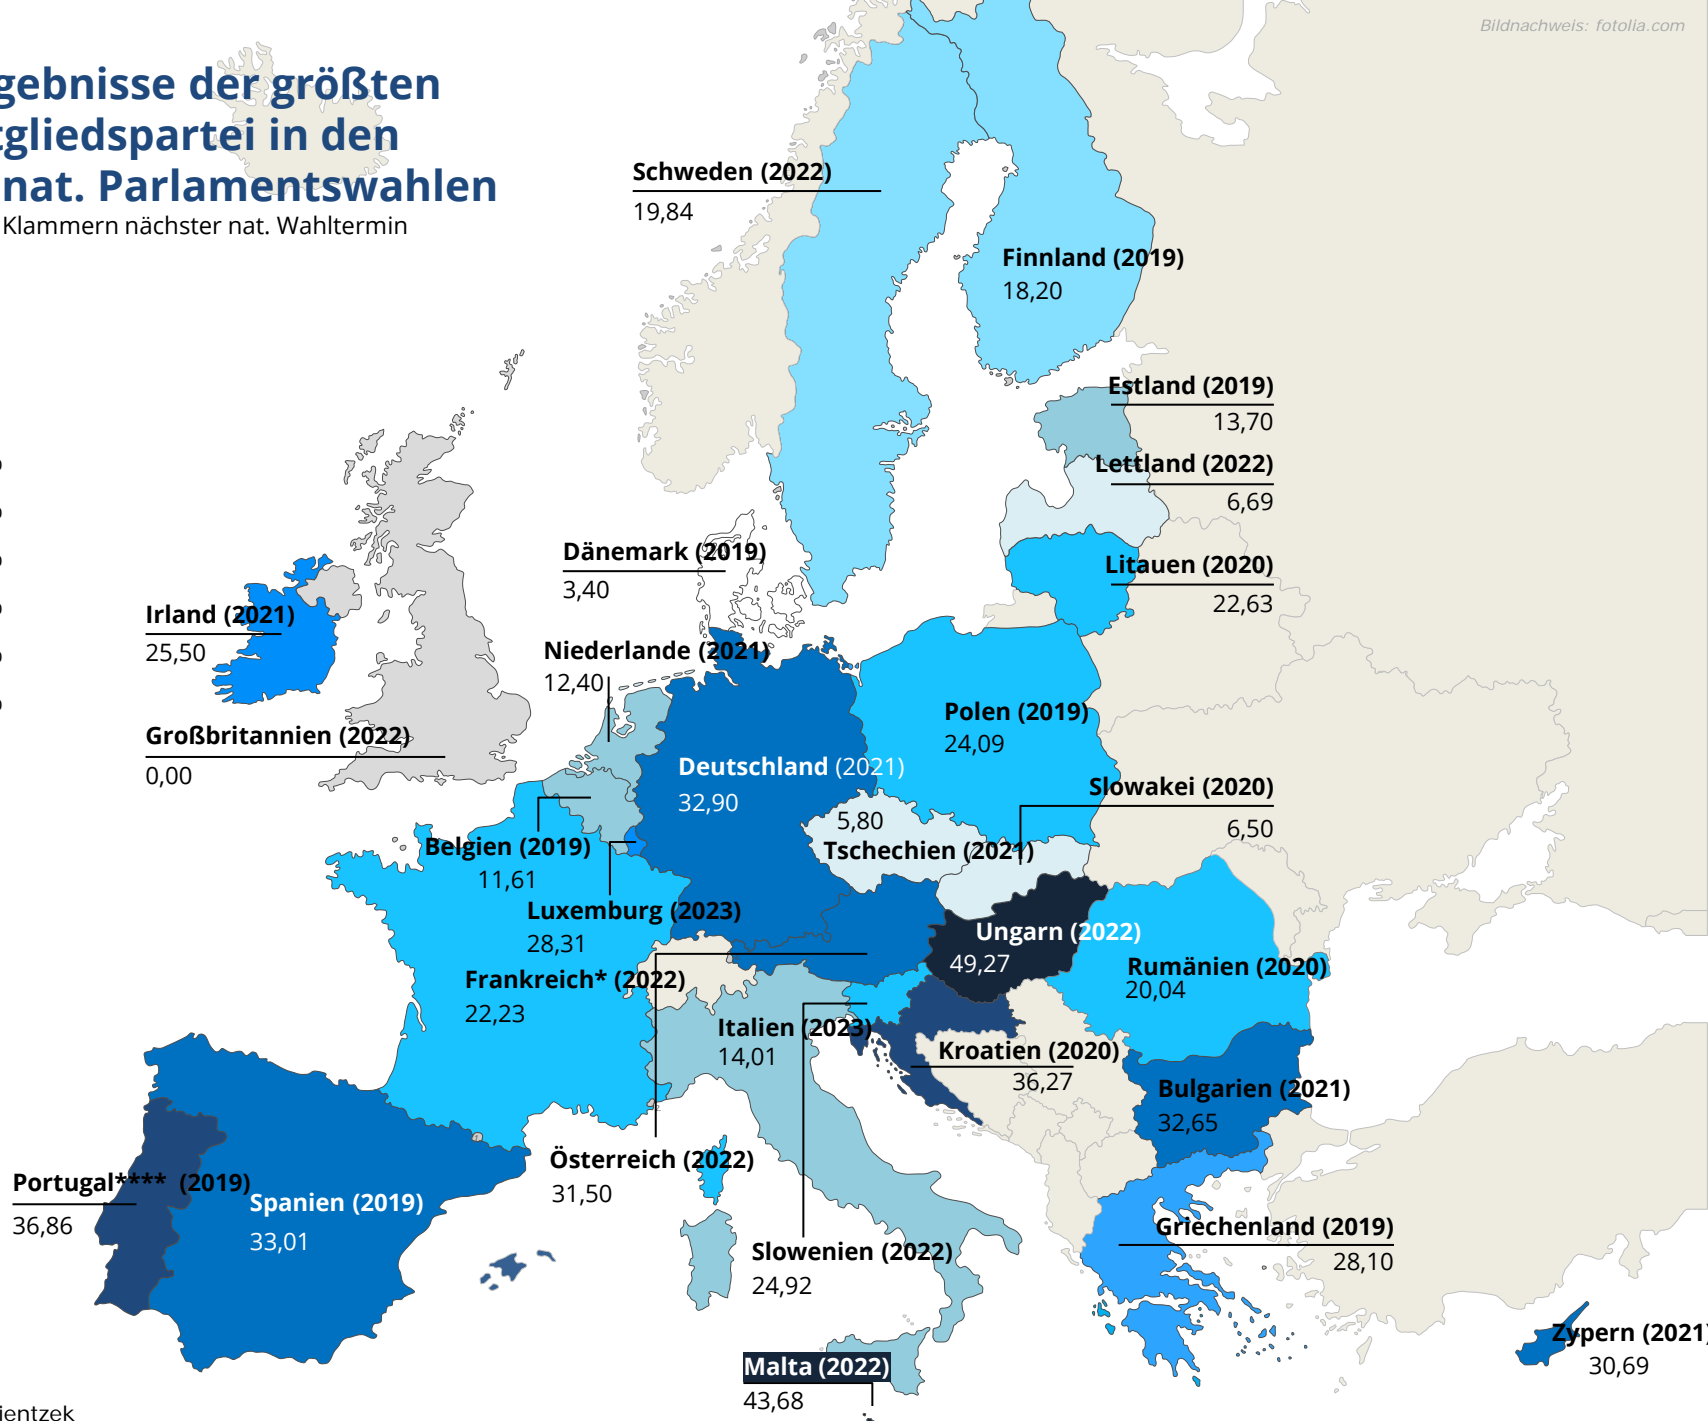 Bildnachweis: fotolia.com
gebnisse der größten
tgliedspartei in den
nat. Parlamentswahlen
Klammern nächster nat. Wahltermin
Schweden (2022)
19,84
Finnland (2019)
18,20
Estland (2019)
13,70
Lettland (2022)
6,69
Dänemark (2019)
3,40
Litauen (2020)
22,63
Irland (2021)
25,50
Niederlande (2021)
12,40
Großbritannien (2022)
0,00
Polen (2019)
24,09
Deutschland (2021)
32,90
Slowakei (2020)
6,50
5,80
Tschechien (2021)
Belgien (2019)
11,61
Luxemburg (2023)
28,31
Ungarn (2022)
49,27
Frankreich* (2022)
22,23
Rumänien (2020)
20,04
Italien (2023)
14,01
Kroatien (2020)
36,27
Bulgarien (2021)
32,65
Österreich (2022)
31,50
Portugal**** (2019)
36,86
Spanien (2019)
33,01
Griechenland (2019)
28,10
Slowenien (2022)
24,92
Zypern (2021)
30,69
Malta (2022)
43,68
ientzek